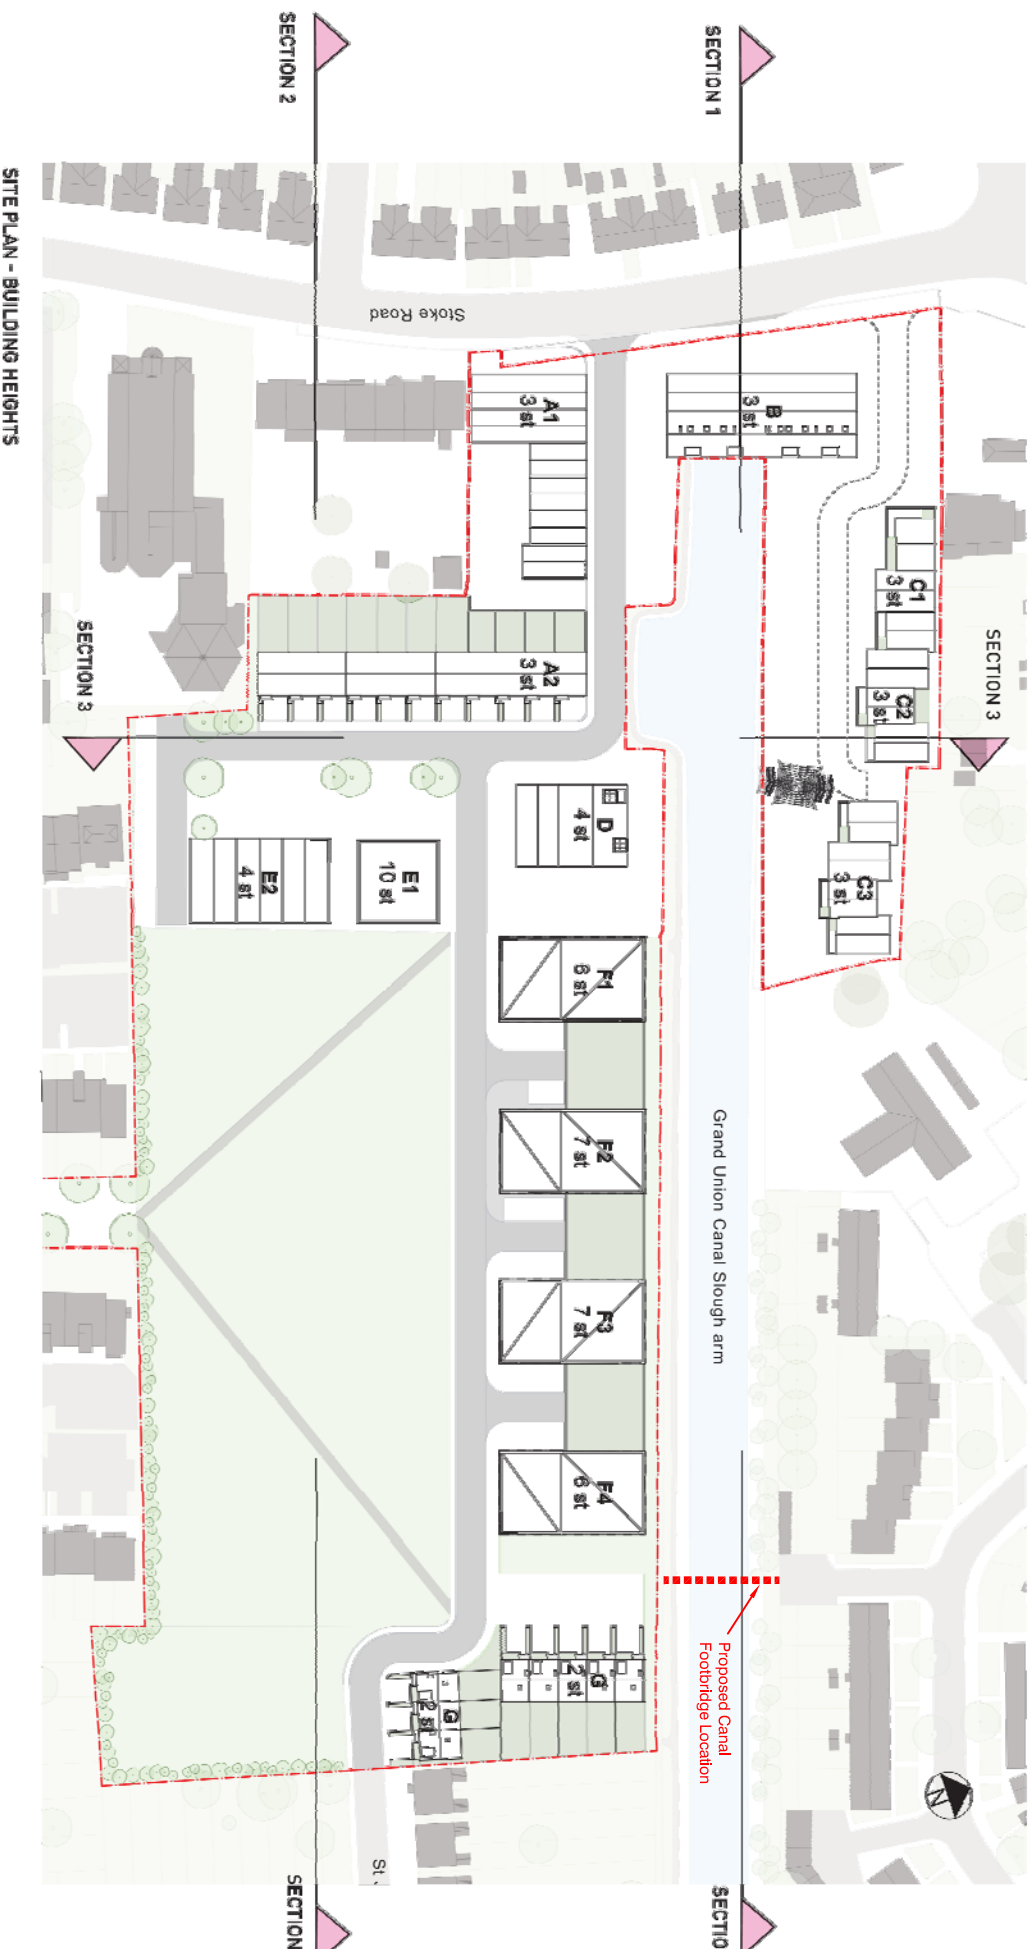 SITE PLAN - BUILDING HEIGHTS
SECTION 1
SECTION 2
SECTION 3
SECTION 3
Stoke Road
A1
3 st
B
3 st
C1
3 st
C2
3 st
A2
3 st
C3
3 st
D
4 st
E1
10 st
E2
4 st
F1
6 st
F2
7 st
F3
7 st
F4
6 st
Grand Union Canal Slough arm
Proposed Canal
Footbridge Location
G
2 st
G
2 st
N
St .
SECTION
SECTIO